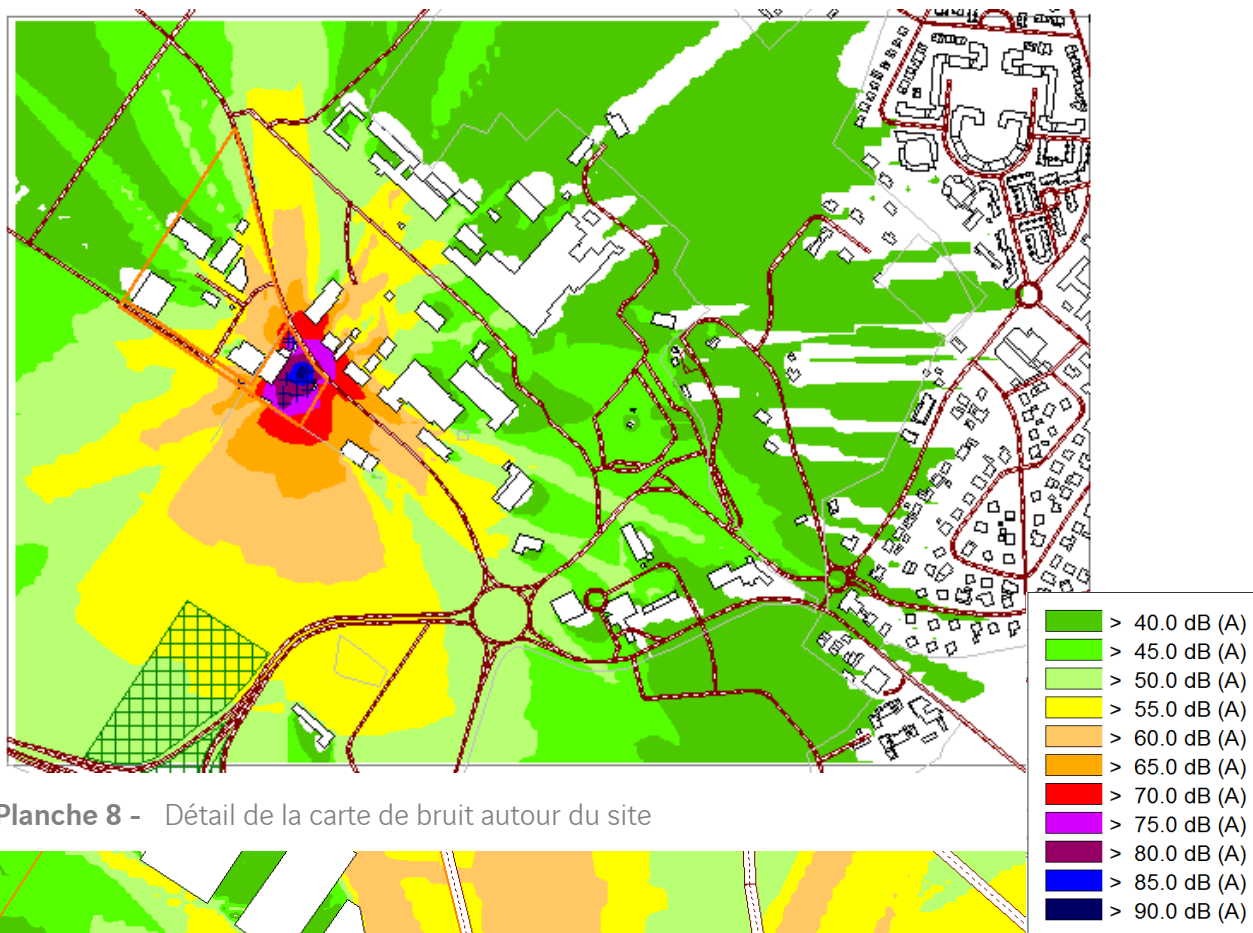 > 40.0 dB (A)
> 45.0 dB (A)
> 50.0 dB (A)
> 55.0 dB (A)
> 60.0 dB (A)
> 65.0 dB (A)
> 70.0 dB (A)
> 75.0 dB (A)
> 80.0 dB (A)
> 85.0 dB (A)
> 90.0 dB (A)
Planche 8 - Détail de la carte de bruit autour du site